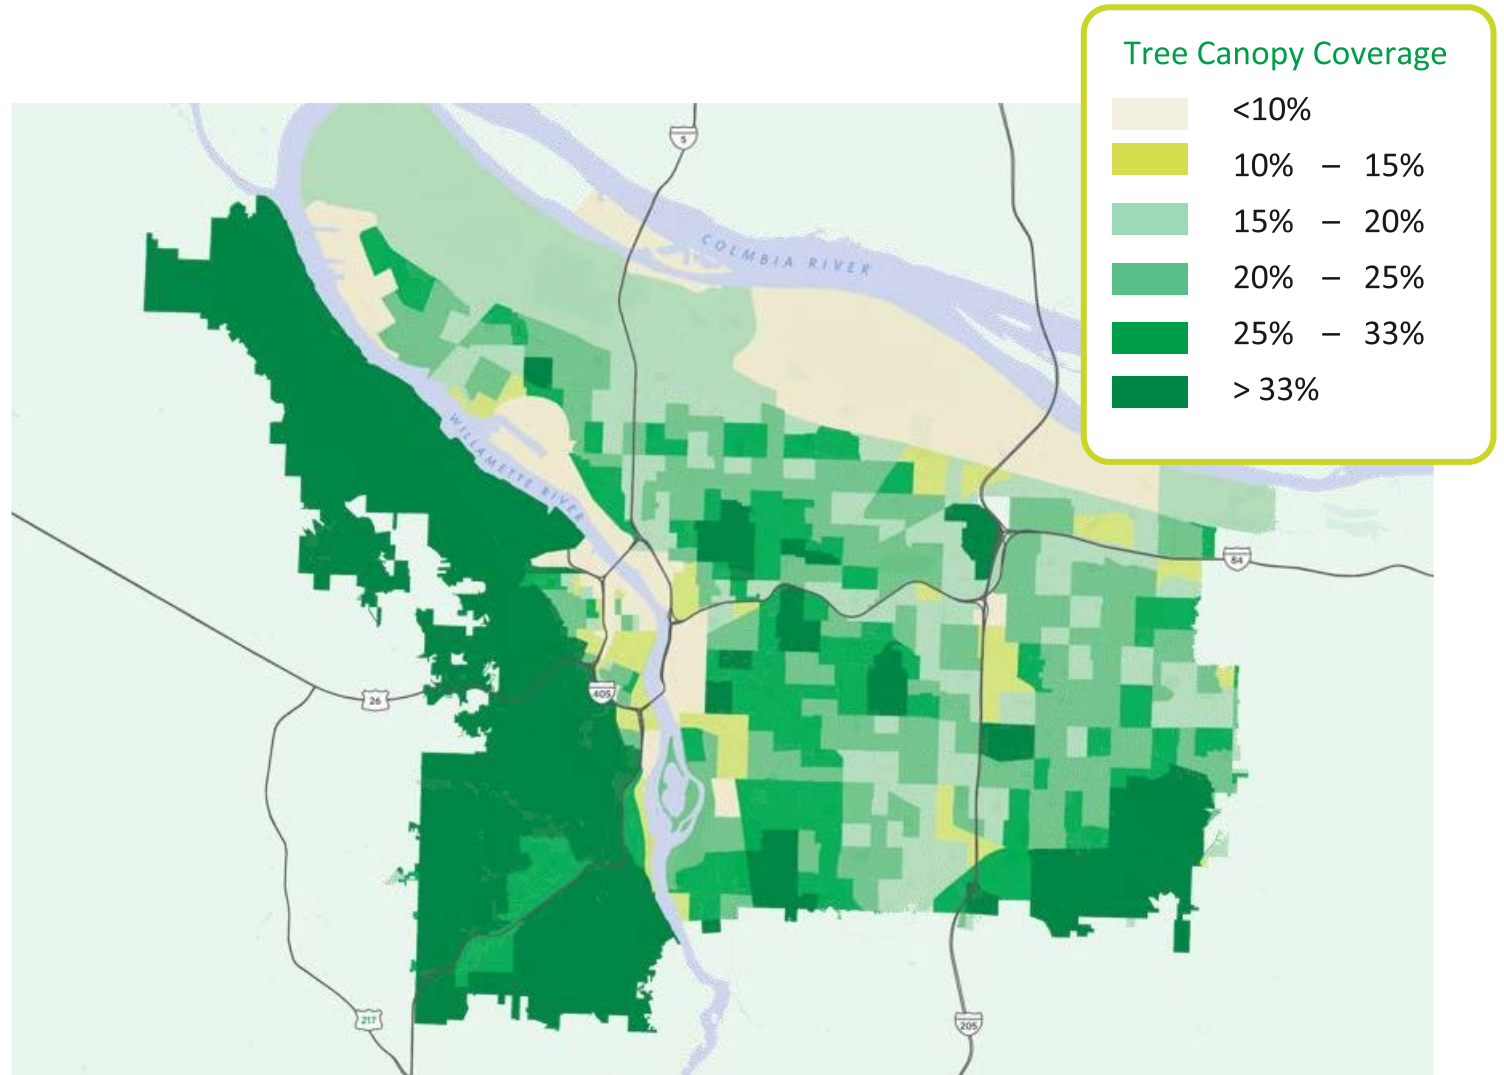 Tree Canopy Coverage
<10%
10% – 15%
15% – 20%
20% – 25%
25% – 33%
> 33%
5
COLMBIA RIVER
WILLAMETTE RIVER
84
405
26
217
205